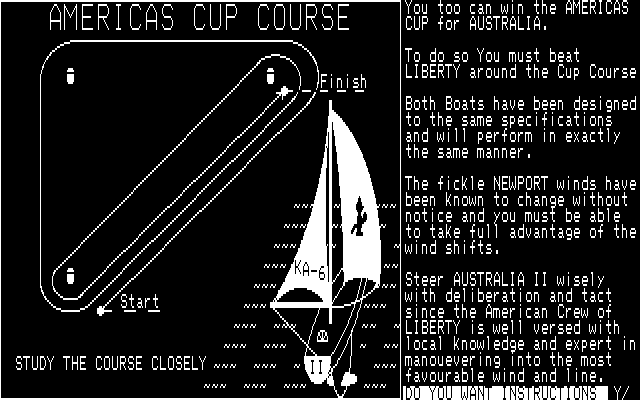 AMERICAS CUP COURSE
Finish
KA-6
Start
II
STUDY THE COURSE CLOSELY
You too can win the AMERICAS
CUP for AUSTRALIA.
To do so You must beat
LIBERTY around the Cup Course
Both Boats have been designed
to the same specifications
and will perform in exactly
the same manner.
The fickle NEWPORT winds have
been known to change without
notice and you must be able
to take full advantage of the
wind shifts.
Steer AUSTRALIA II wisely
with deliberation and tact
since the American Crew of
LIBERTY is well versed with
local Knowledge and expert in
manouevering into the most
favourable wind and line.
DO YOU WANT INSTRUCTIONS Y/